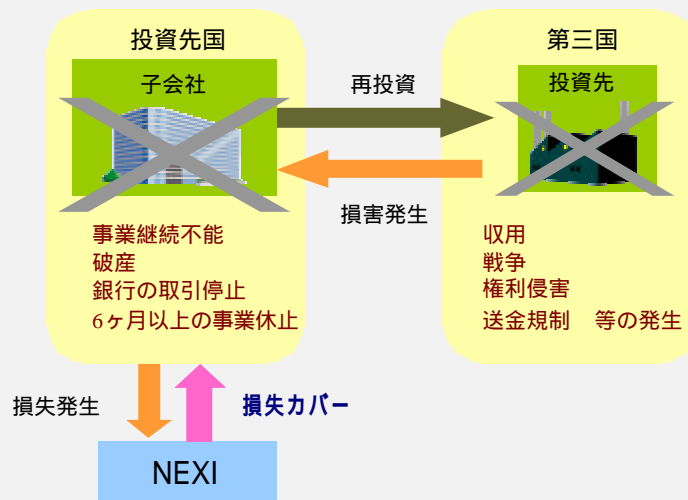 投資先国
子会社
再投資
第三国
投資先
損害発生
事業継続不能
破産
銀行の取引停止
6ヶ月以上の事業休止
収用
戦争
権利侵害
送金規制　等の発生
損失発生
損失カバー
NEXI